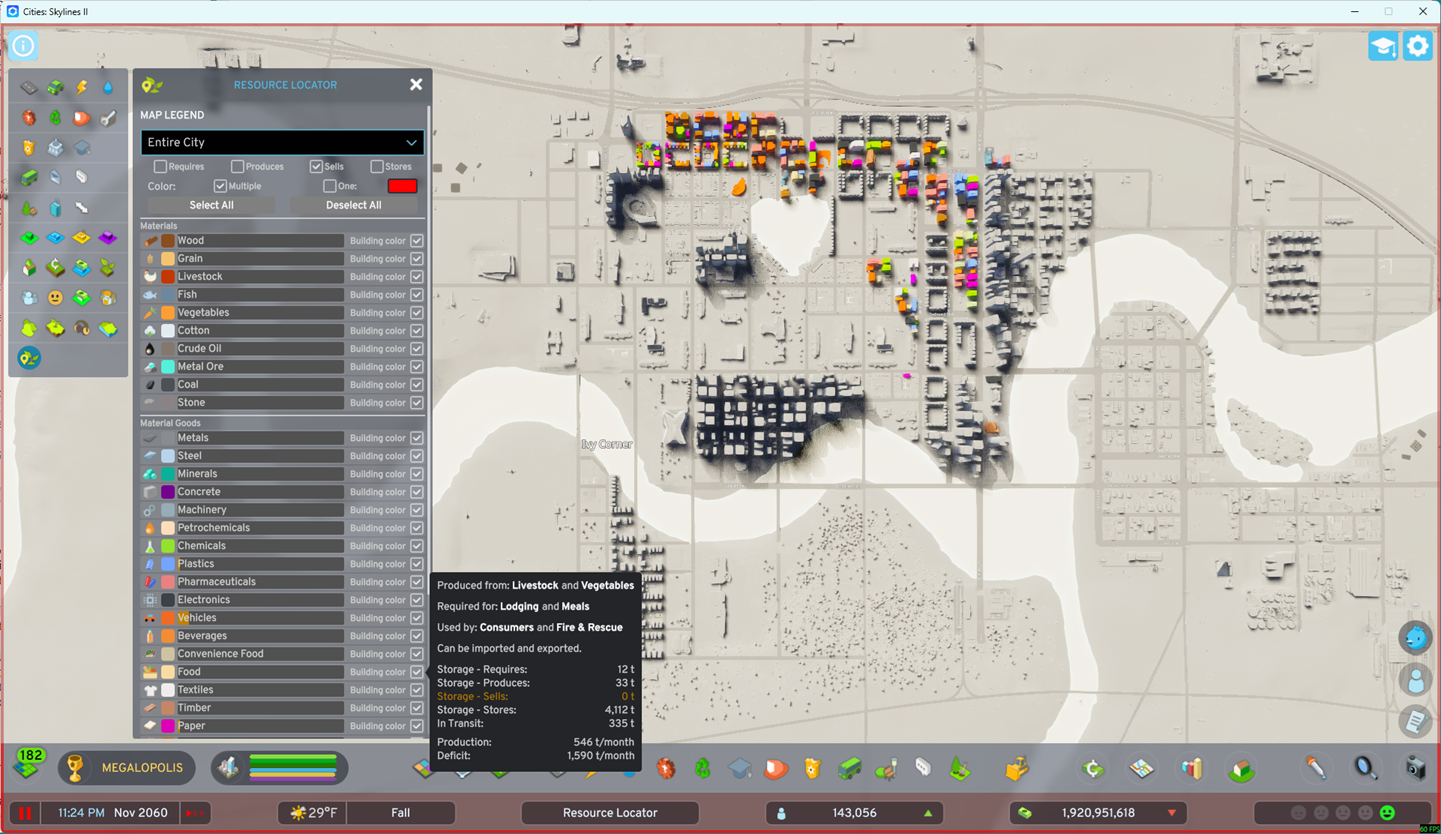 Cities: Skylines II
RESOURCE LOCATOR
MAP LEGEND
Entire City
Requires Produces Sells Stores
Color: Multiple One:
Select All Deselect All
Materials
Wood Building color
Grain Building color
Livestock Building color
Fish Building color
Vegetables Building color
Cotton Building color
Crude Oil Building color
Metal Ore Building color
Coal Building color
Stone Building color
Material Goods
Metals Building color
Steel Building color
Minerals Building color
Concrete Building color
Machinery Building color
Petrochemicals Building color
Chemicals Building color
Plastics Building color
Pharmaceuticals Building color
Electronics Building color
Vehicles Building color
Beverages Building color
Convenience Food Building color
Food Building color
Textiles Building color
Timber Building color
Paper Building color
Ivy Corner
Produced from: Livestock and Vegetables
Required for: Lodging and Meals
Used by: Consumers and Fire & Rescue
Can be imported and exported.
Storage - Requires: 12 t
Storage - Produces: 33 t
Storage - Sells: 0 t
Storage - Stores: 4,112 t
In Transit: 335 t
Production: 546 t/month
Deficit: 1,590 t/month
182
MEGALOPOLIS
11:24 PM Nov 2060
29°F Fall
Resource Locator
143,056
1,920,951,618
60 FPS